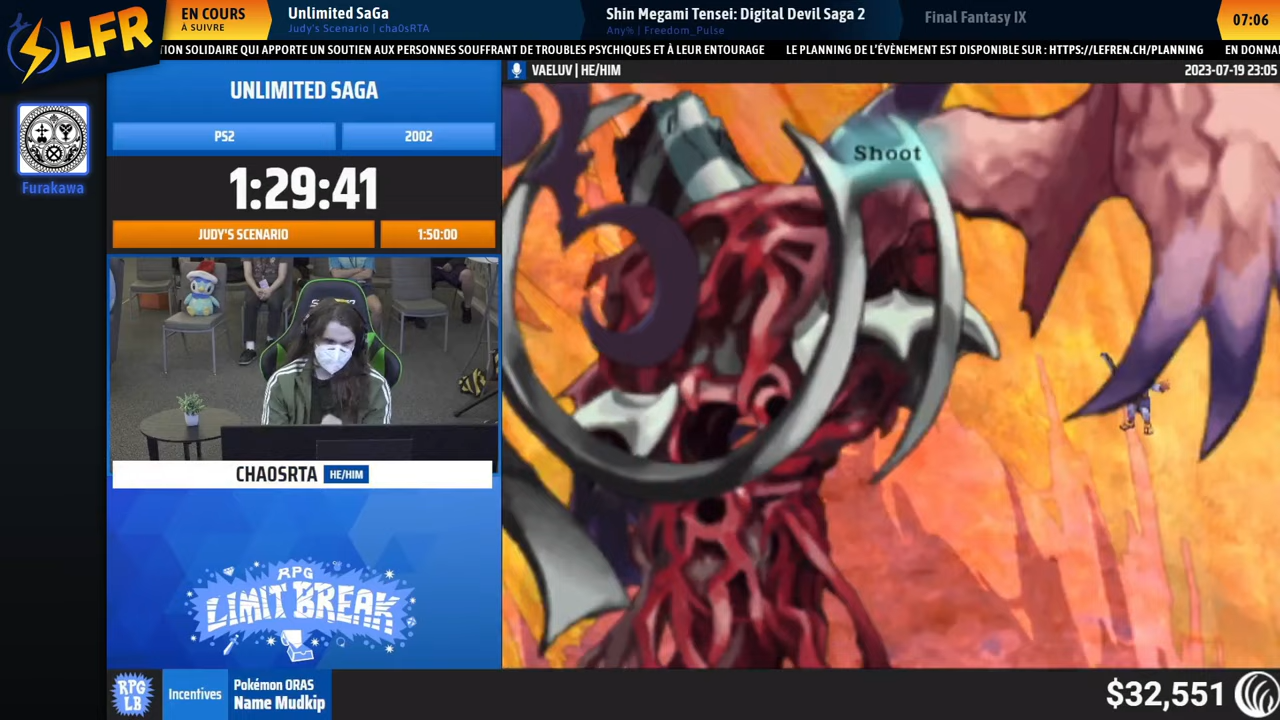 LFR
EN COURS
À SUIVRE
Unlimited SaGa
Judy's Scenario | cha0sRTA
Shin Megami Tensei: Digital Devil Saga 2
Any% | Freedom_Pulse
Final Fantasy IX
07:06
TION SOLIDAIRE QUI APPORTE UN SOUTIEN AUX PERSONNES SOUFFRANT DE TROUBLES PSYCHIQUES ET À LEUR ENTOURAGE LE PLANNING DE L'ÉVÈNEMENT EST DISPONIBLE SUR : HTTPS://LEFREN.CH/PLANNING EN DONNA
VAELUV | HE/HIM
2023-07-19 23:05
UNLIMITED SAGA
PS2
2002
1:29:41
JUDY'S SCENARIO
1:50:00
Furakawa
Shoot
CHA0SRTA HE/HIM
RPG
LIMIT BREAK
RPG
LB
Incentives
Pokémon ORAS
Name Mudkip
$32,551